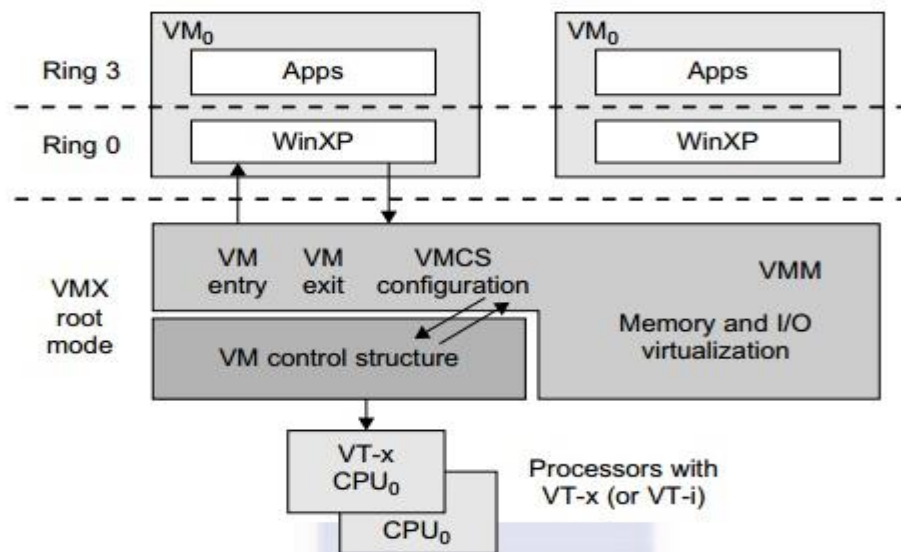 VM₀
VM₀
Ring 3
Apps
Apps
Ring 0
WinXP
WinXP
VM
entry
VM
exit
VMCS
configuration
VMM
VMX
root
mode
Memory and I/O
virtualization
VM control structure
VT-x
CPU₀
Processors with
VT-x (or VT-i)
CPU₀